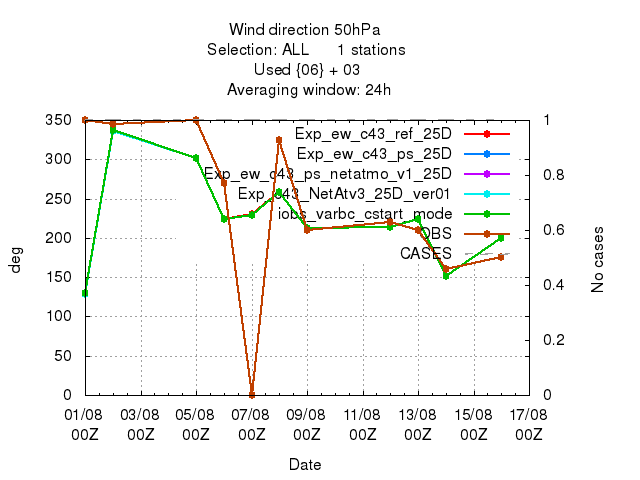 Wind direction 50hPa
Selection: ALL 1 stations
Used {06} + 03
Averaging window: 24h
350 1
Exp_ew_c43_ref_25D
Exp_ew_c43_ps_25D
300
0.8
Exp_ew_c43_ps_netatmo_v1_25D
Exp_c43_NetAtv3_25D_ver01
250
iobs_varbc_cstart_mode
0.6
OBS
200
CASES
deg
No cases
150
0.4
100
0.2
50
0 0
01/08 03/08 05/08 07/08 09/08 11/08 13/08 15/08 17/08
00Z 00Z 00Z 00Z 00Z 00Z 00Z 00Z 00Z
Date